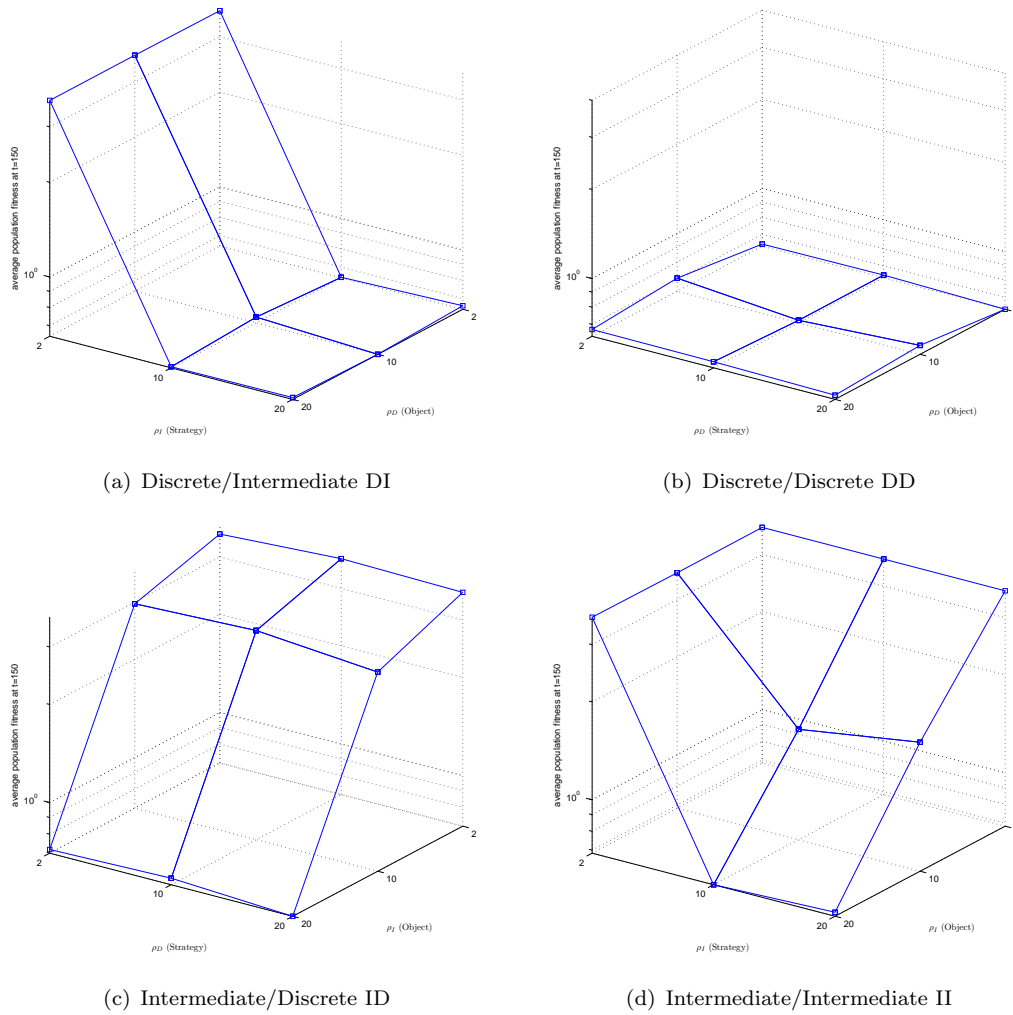 average population fitness at t=150
10⁰
2
10
20
20
10
2
ρ_I (Strategy)
ρ_D (Object)
(a) Discrete/Intermediate DI
average population fitness at t=150
10⁰
2
10
20
20
10
2
ρ_D (Strategy)
ρ_D (Object)
(b) Discrete/Discrete DD
average population fitness at t=150
10⁰
2
10
20
20
10
2
ρ_D (Strategy)
ρ_I (Object)
(c) Intermediate/Discrete ID
average population fitness at t=150
10⁰
2
10
20
20
10
2
ρ_I (Strategy)
ρ_I (Object)
(d) Intermediate/Intermediate II